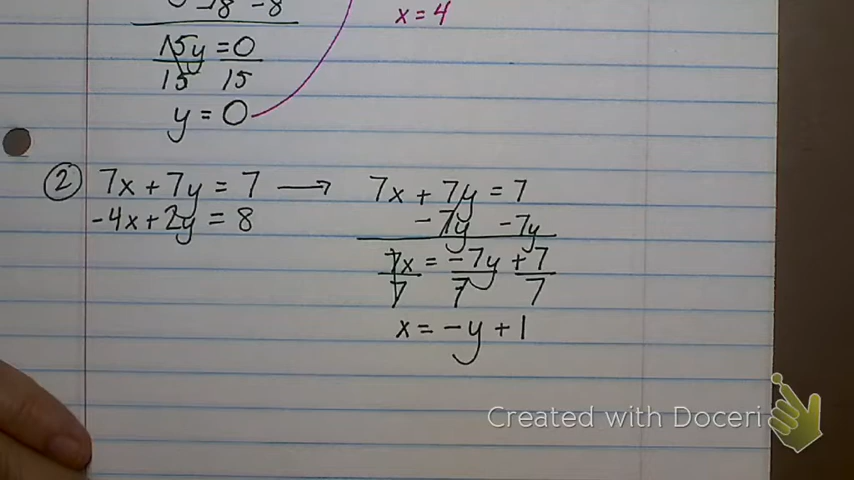 -8 -8
x = 4
15y = 0
15 15
y = 0
② 7x + 7y = 7 → 7x + 7y = 7
-4x + 2y = 8 -7y -7y
7x = -7y + 7
7 7 7
x = -y + 1
Created with Doceri